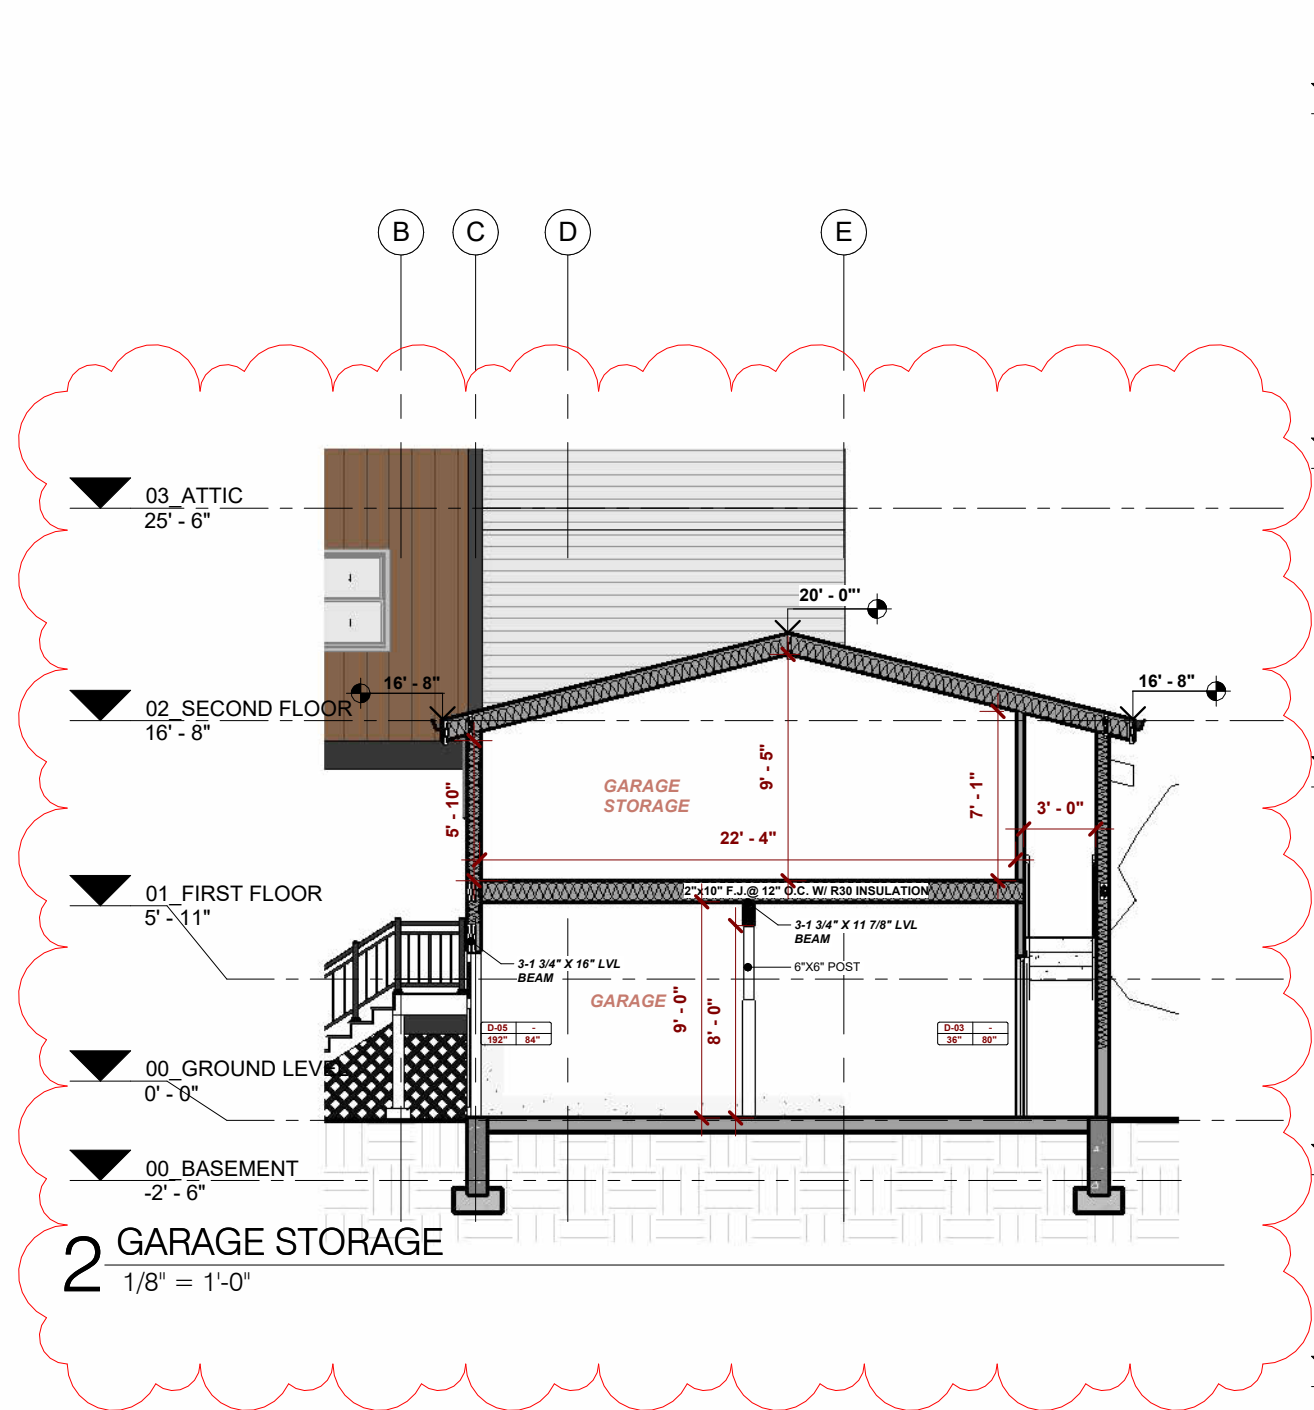 B
C
D
E
03_ATTIC
25' - 6"
20' - 0"'
16' - 8"
16' - 8"
02_SECOND FLOOR
16' - 8"
GARAGE
STORAGE
9' - 5"
7' - 1"
5' - 10"
3' - 0"
22' - 4"
01_FIRST FLOOR
5' - 11"
2"x10" F.J.@ 12" O.C. W/ R30 INSULATION
3-1 3/4" X 11 7/8" LVL
BEAM
3-1 3/4" X 16" LVL
BEAM
6"X6" POST
GARAGE
9' - 0"
8' - 0"
D-05 -
192" 84"
D-03 -
36" 80"
00_GROUND LEVEL
0' - 0"
00_BASEMENT
-2' - 6"
2 GARAGE STORAGE
1/8" = 1'-0"